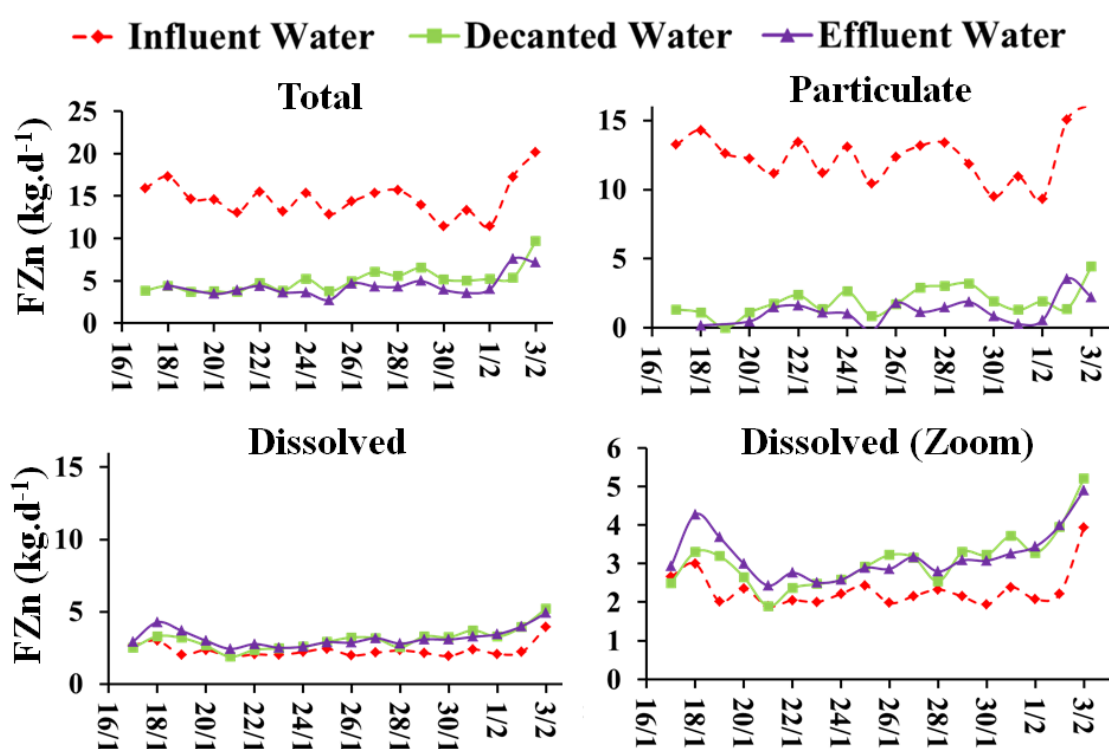 Influent Water Decanted Water Effluent Water
Total
FZn (kg.d-1)
25
20
15
10
5
0
16/1 18/1 20/1 22/1 24/1 26/1 28/1 30/1 1/2 3/2
Particulate
15
10
5
0
16/1 18/1 20/1 22/1 24/1 26/1 28/1 30/1 1/2 3/2
Dissolved
FZn (kg.d-1)
15
10
5
0
16/1 18/1 20/1 22/1 24/1 26/1 28/1 30/1 1/2 3/2
Dissolved (Zoom)
6
5
4
3
2
1
0
16/1 18/1 20/1 22/1 24/1 26/1 28/1 30/1 1/2 3/2